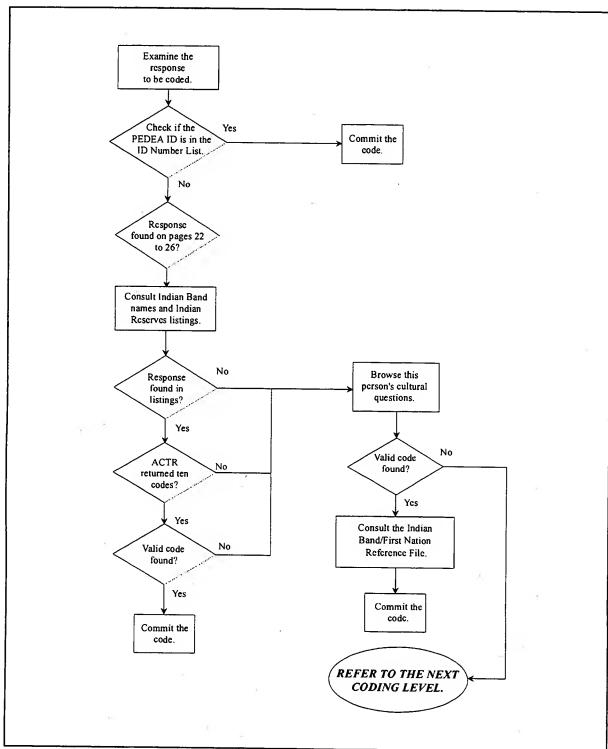 Examine the
response
to be coded.
Check if the
PEDEA ID is in the
ID Number List.
Yes
Commit the
code.
No
Response
found on pages 22
to 26?
Consult Indian Band
names and Indian
Reserves listings.
Response
found in
listings?
No
Browse this
person's cultural
questions.
Yes
ACTR
returned ten
codes?
No
Valid code
found?
No
Yes
Yes
Valid code
found?
No
Consult the Indian
Band/First Nation
Reference File.
Yes
Commit the
code.
Commit the
code.
REFER TO THE NEXT
CODING LEVEL.